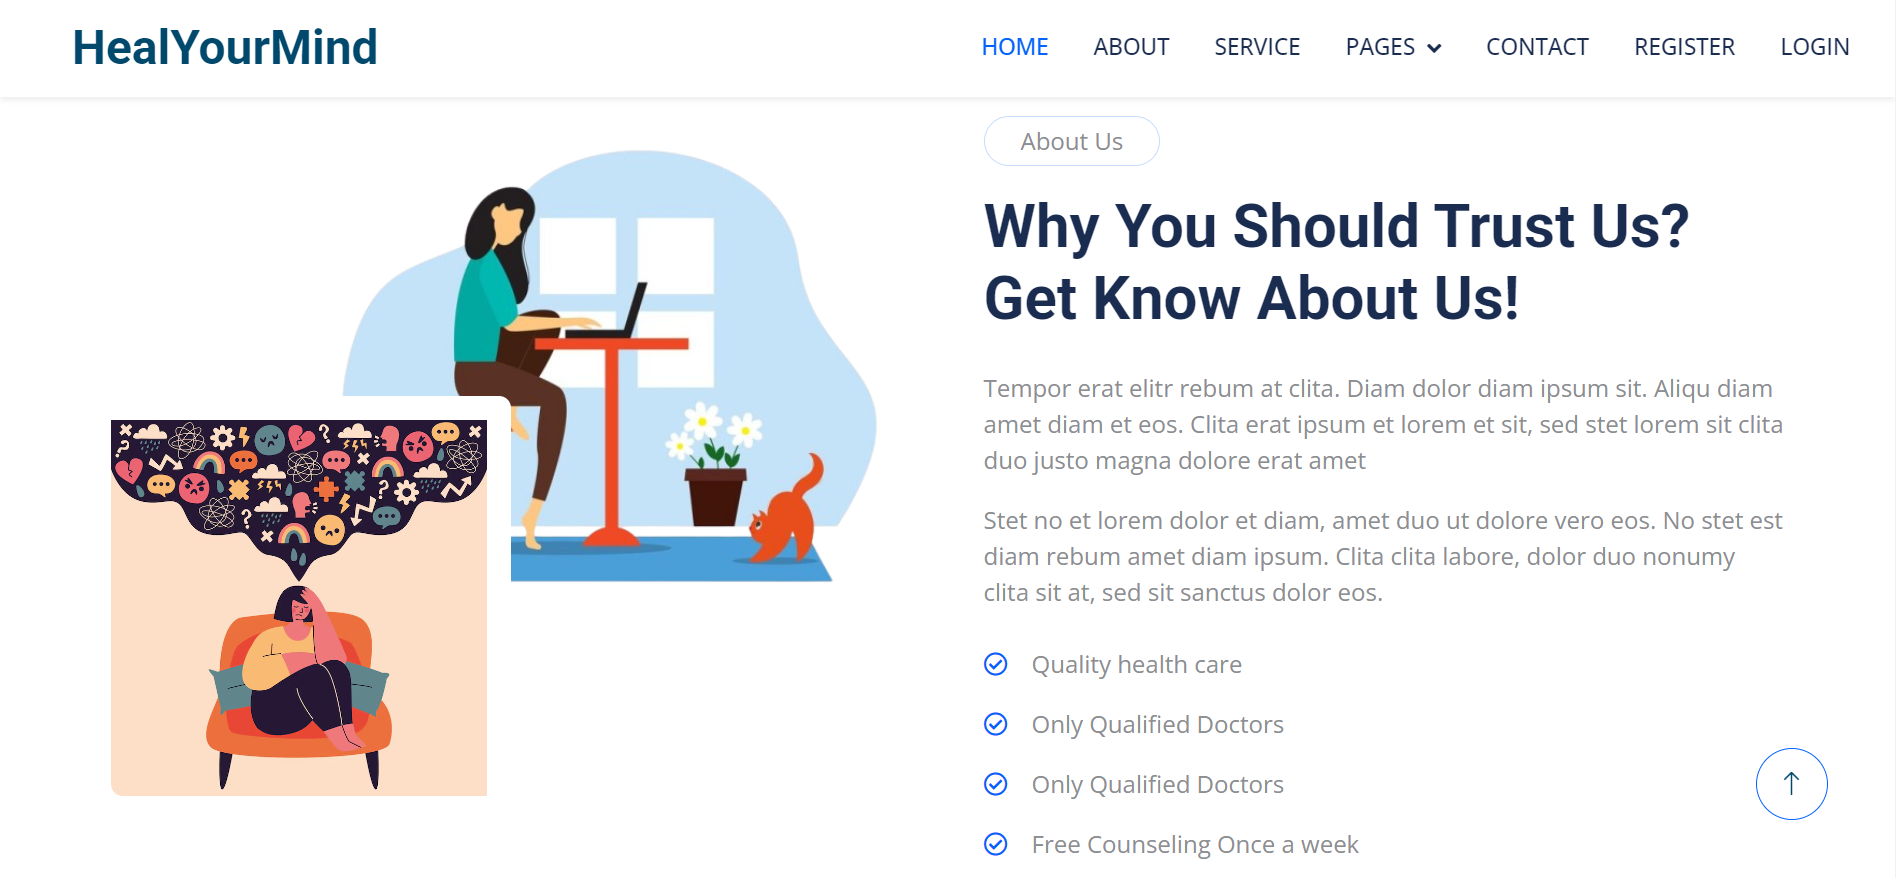 HealYourMind
HOME ABOUT SERVICE PAGES CONTACT REGISTER LOGIN
About Us
Why You Should Trust Us?
Get Know About Us!
Tempor erat elitr rebum at clita. Diam dolor diam ipsum sit. Aliqu diam
amet diam et eos. Clita erat ipsum et lorem et sit, sed stet lorem sit clita
duo justo magna dolore erat amet
Stet no et lorem dolor et diam, amet duo ut dolore vero eos. No stet est
diam rebum amet diam ipsum. Clita clita labore, dolor duo nonumy
clita sit at, sed sit sanctus dolor eos.
Quality health care
Only Qualified Doctors
Only Qualified Doctors
Free Counseling Once a week